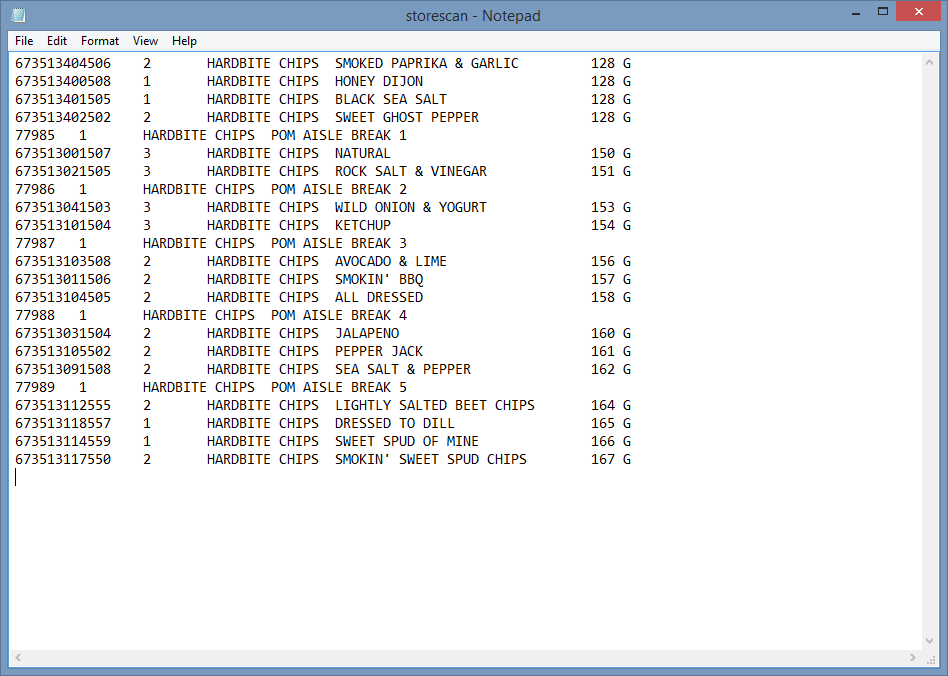 storescan - Notepad
File Edit Format View Help
673513404506 2 HARDBITE CHIPS SMOKED PAPRIKA & GARLIC 128 G
673513400508 1 HARDBITE CHIPS HONEY DIJON 128 G
673513401505 1 HARDBITE CHIPS BLACK SEA SALT 128 G
673513402502 2 HARDBITE CHIPS SWEET GHOST PEPPER 128 G
77985 1 HARDBITE CHIPS POM AISLE BREAK 1
673513001507 3 HARDBITE CHIPS NATURAL 150 G
673513021505 3 HARDBITE CHIPS ROCK SALT & VINEGAR 151 G
77986 1 HARDBITE CHIPS POM AISLE BREAK 2
673513041503 3 HARDBITE CHIPS WILD ONION & YOGURT 153 G
673513101504 3 HARDBITE CHIPS KETCHUP 154 G
77987 1 HARDBITE CHIPS POM AISLE BREAK 3
673513103508 2 HARDBITE CHIPS AVOCADO & LIME 156 G
673513011506 2 HARDBITE CHIPS SMOKIN' BBQ 157 G
673513104505 2 HARDBITE CHIPS ALL DRESSED 158 G
77988 1 HARDBITE CHIPS POM AISLE BREAK 4
673513031504 2 HARDBITE CHIPS JALAPENO 160 G
673513105502 2 HARDBITE CHIPS PEPPER JACK 161 G
673513091508 2 HARDBITE CHIPS SEA SALT & PEPPER 162 G
77989 1 HARDBITE CHIPS POM AISLE BREAK 5
673513112555 2 HARDBITE CHIPS LIGHTLY SALTED BEET CHIPS 164 G
673513118557 1 HARDBITE CHIPS DRESSED TO DILL 165 G
673513114559 1 HARDBITE CHIPS SWEET SPUD OF MINE 166 G
673513117550 2 HARDBITE CHIPS SMOKIN' SWEET SPUD CHIPS 167 G